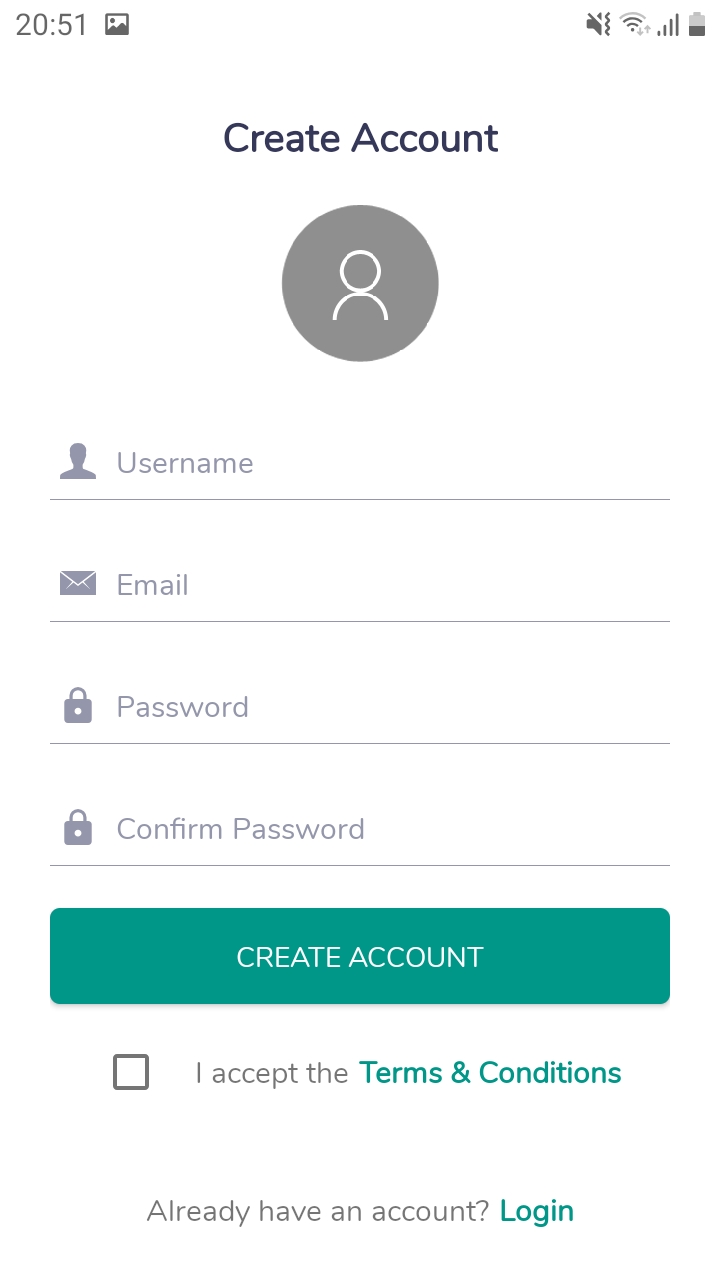 20:51
Create Account
Username
Email
Password
Confirm Password
CREATE ACCOUNT
I accept the Terms & Conditions
Already have an account? Login